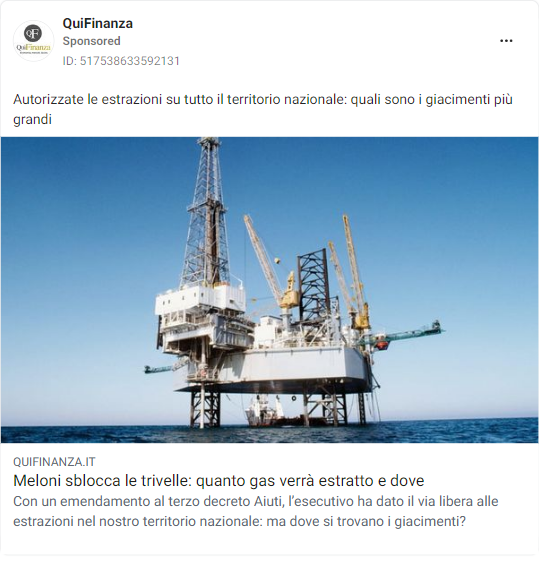 QuiFinanza
Sponsored
ID: 517538633592131
QF
QuiFinanza
Autorizzate le estrazioni su tutto il territorio nazionale: quali sono i giacimenti più
grandi
QUIFINANZA.IT
Meloni sblocca le trivelle: quanto gas verrà estratto e dove
Con un emendamento al terzo decreto Aiuti, l’esecutivo ha dato il via libera alle
estrazioni nel nostro territorio nazionale: ma dove si trovano i giacimenti?